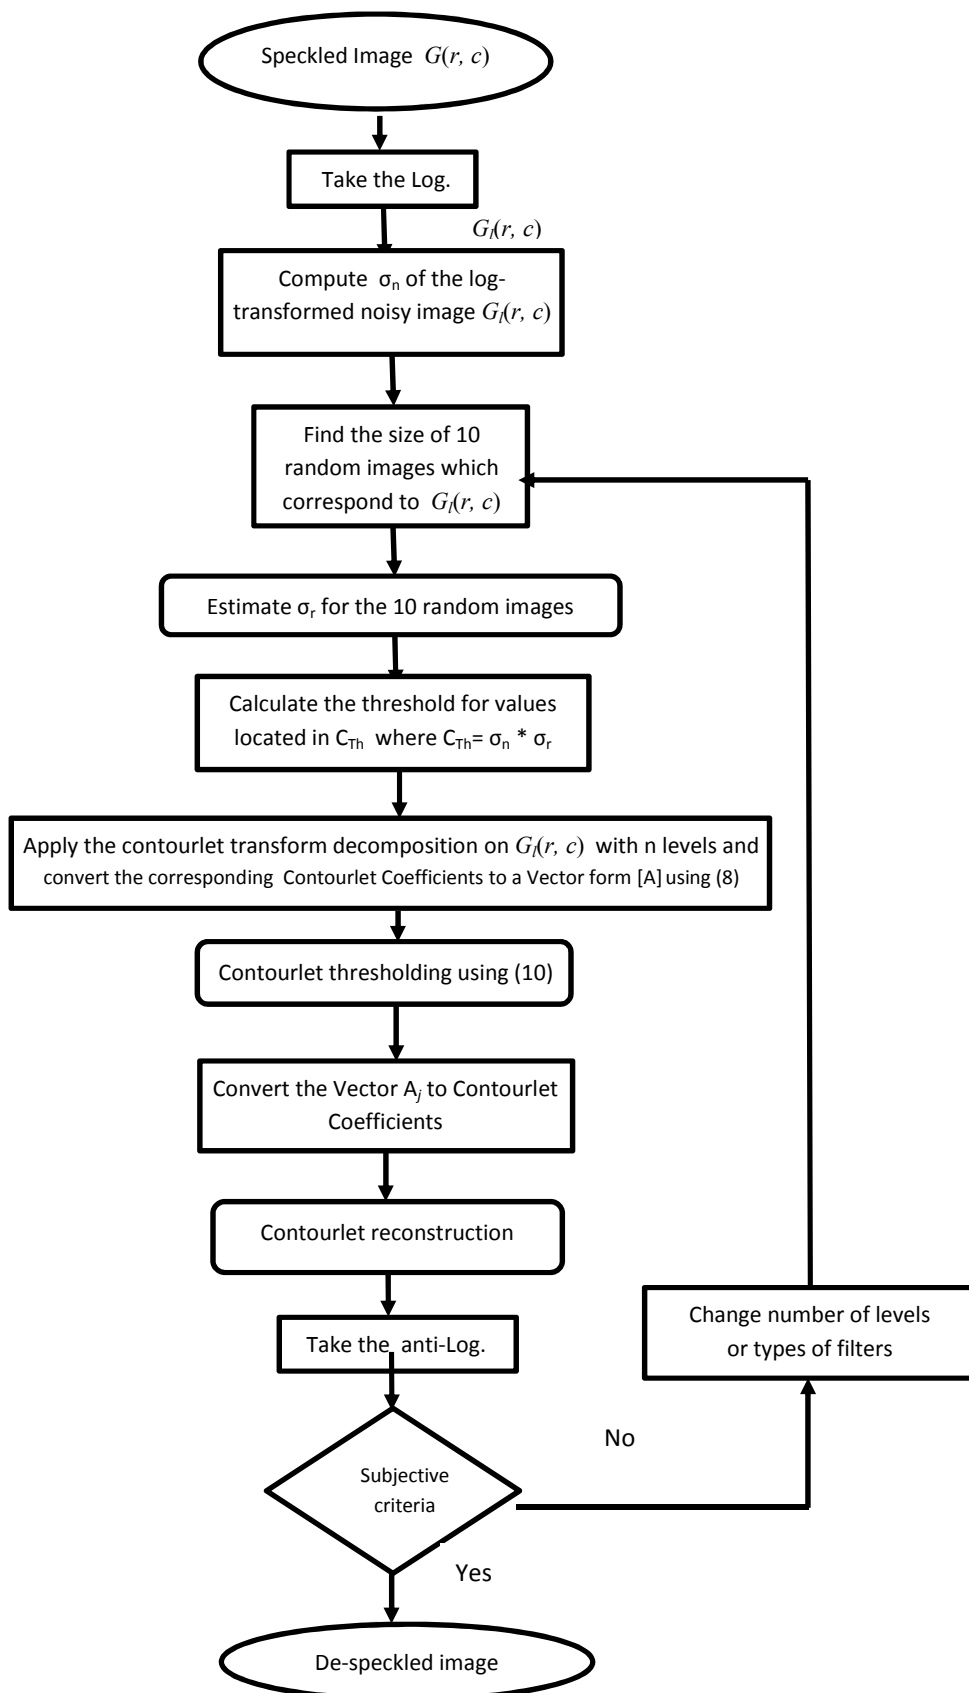 Speckled Image G(r, c)
Take the Log.
Gl(r, c)
Compute σn of the log-
transformed noisy image Gl(r, c)
Find the size of 10
random images which
correspond to Gl(r, c)
Estimate σr for the 10 random images
Calculate the threshold for values
located in CTh where CTh= σn * σr
Apply the contourlet transform decomposition on Gl(r, c) with n levels and
convert the corresponding Contourlet Coefficients to a Vector form [A] using (8)
Contourlet thresholding using (10)
Convert the Vector Aj to Contourlet
Coefficients
Contourlet reconstruction
Take the anti-Log.
Change number of levels
or types of filters
No
Subjective
criteria
Yes
De-speckled image